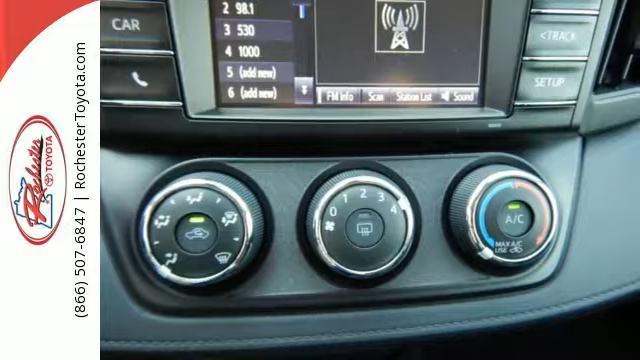 Rochester
TOYOTA
(866) 507-6847 | RochesterToyota.com
CAR
2 98.1
3 530
4 1000
5 (add new)
6 (add new)
FM Info Scan Station List Sound
<TRACK
SETUP
0 1 2 3 4
A/C
MAX A/C
USE